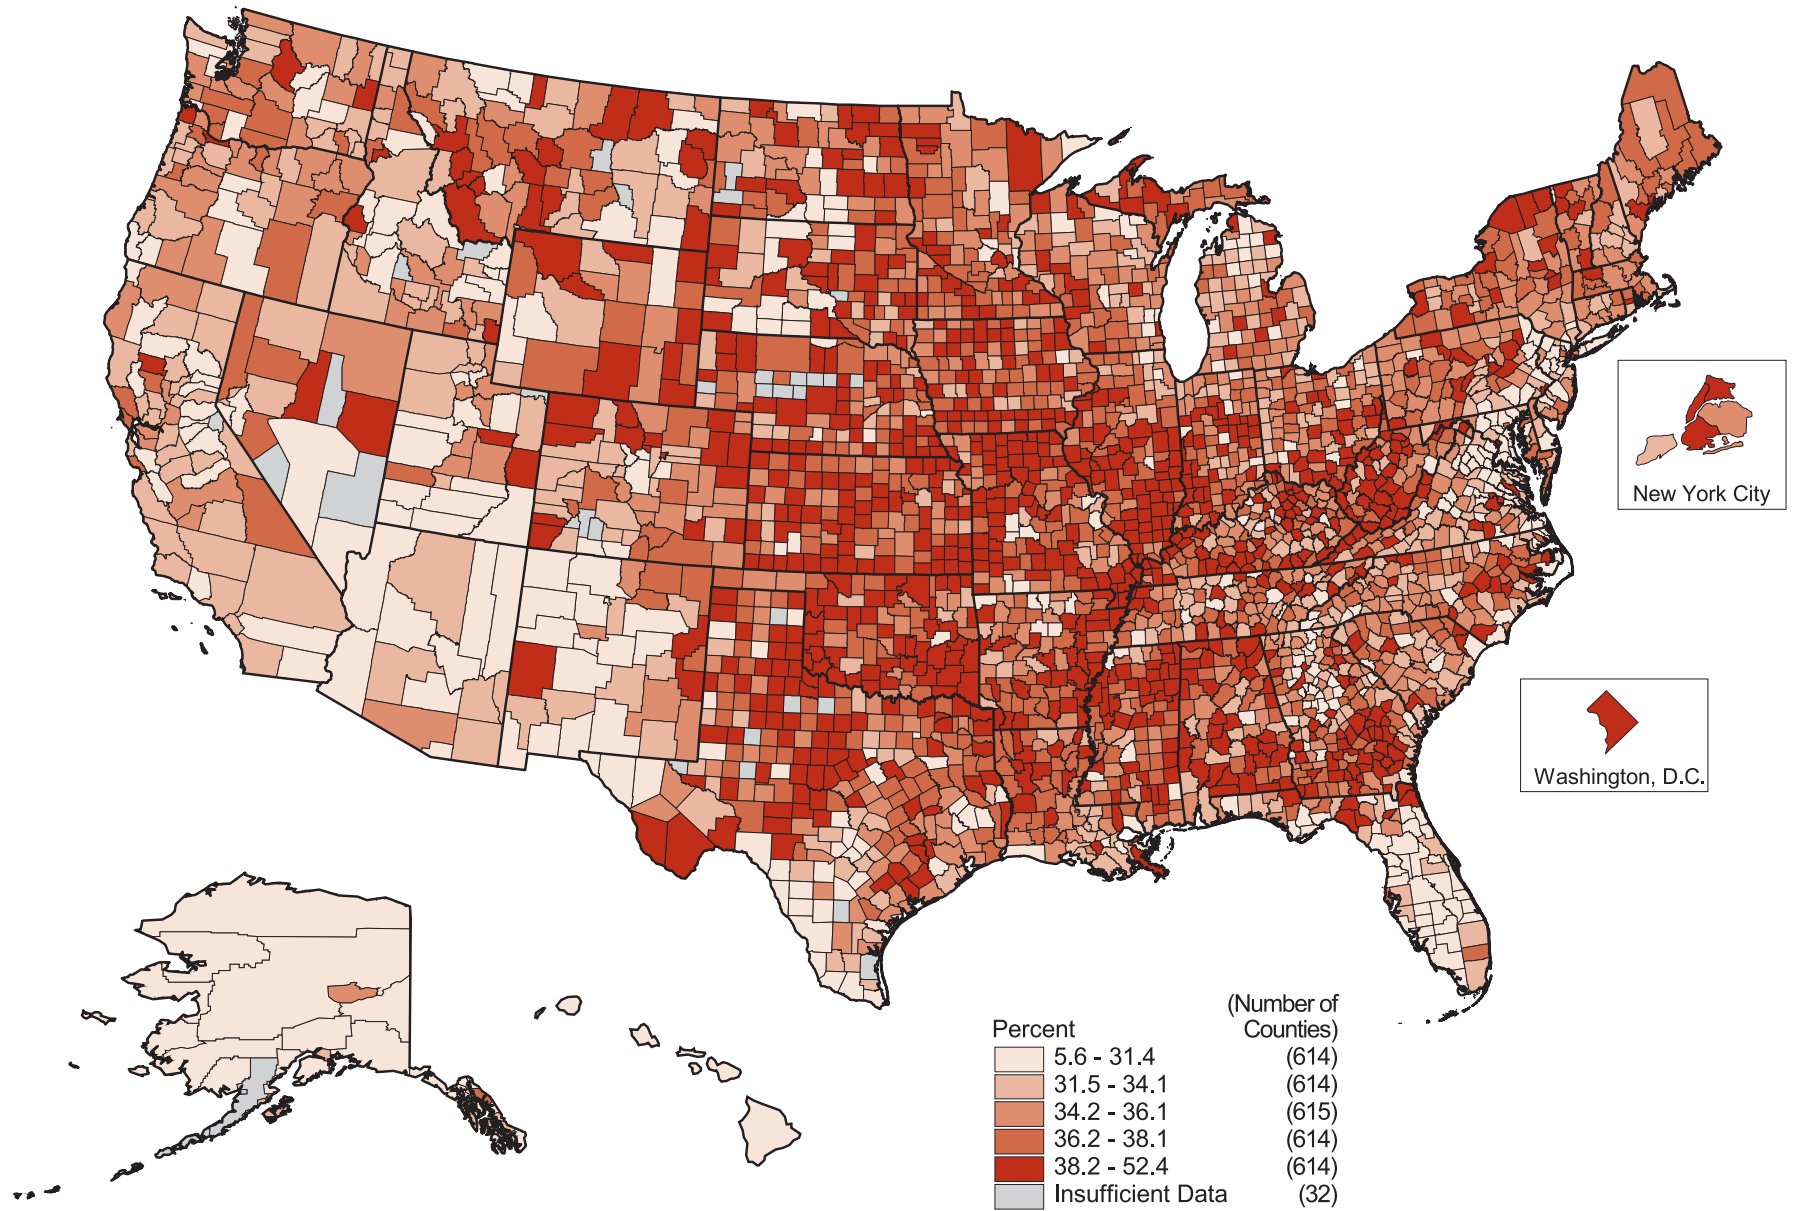 New York City
Washington, D.C.
(Number of
Percent Counties)
5.6 - 31.4 (614)
31.5 - 34.1 (614)
34.2 - 36.1 (615)
36.2 - 38.1 (614)
38.2 - 52.4 (614)
Insufficient Data (32)